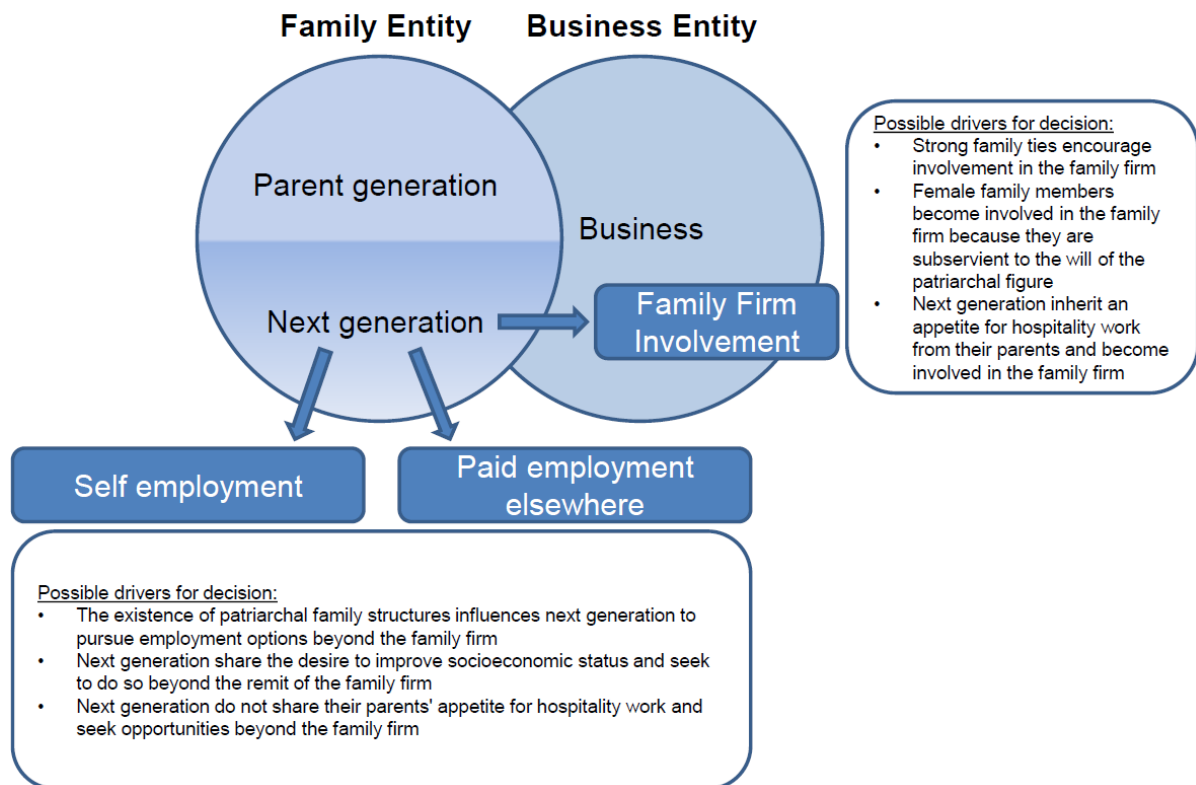 Family Entity
Business Entity
Parent generation
Business
Next generation
Family Firm
Involvement
Possible drivers for decision:
• Strong family ties encourage
involvement in the family firm
• Female family members
become involved in the family
firm because they are
subservient to the will of the
patriarchal figure
• Next generation inherit an
appetite for hospitality work
from their parents and become
involved in the family firm
Self employment
Paid employment
elsewhere
Possible drivers for decision:
• The existence of patriarchal family structures influences next generation to
pursue employment options beyond the family firm
• Next generation share the desire to improve socioeconomic status and seek
to do so beyond the remit of the family firm
• Next generation do not share their parents' appetite for hospitality work and
seek opportunities beyond the family firm